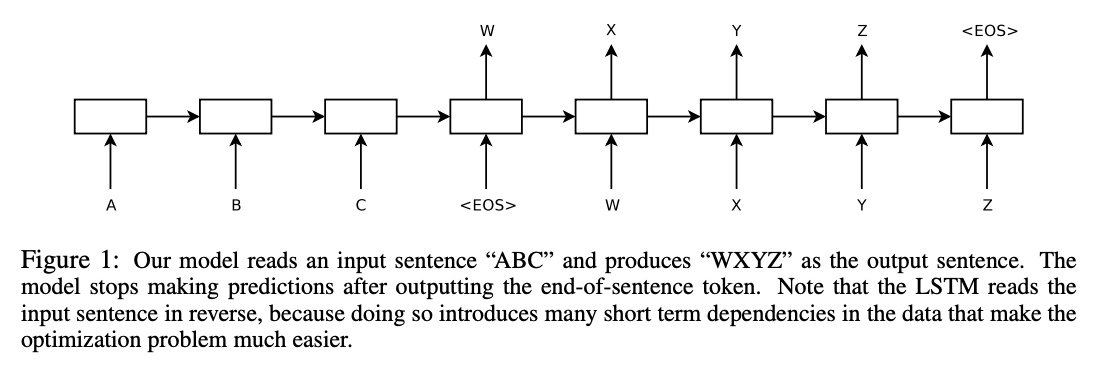 W X Y Z <EOS>
A B C <EOS> W X Y Z
Figure 1: Our model reads an input sentence “ABC” and produces “WXYZ” as the output sentence. The
model stops making predictions after outputting the end-of-sentence token. Note that the LSTM reads the
input sentence in reverse, because doing so introduces many short term dependencies in the data that make the
optimization problem much easier.